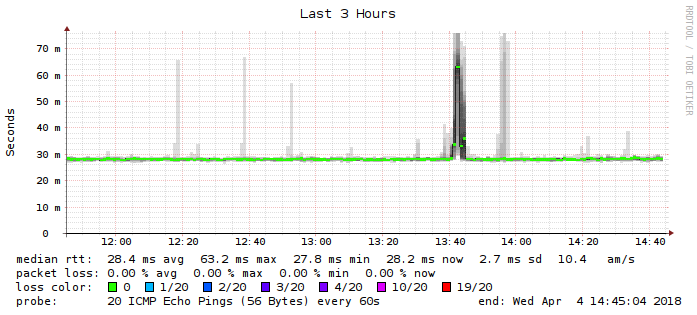 Last 3 Hours
RRDTOOL / TOBI OETIKER
Seconds
70 m
60 m
50 m
40 m
30 m
20 m
10 m
0
12:00 12:20 12:40 13:00 13:20 13:40 14:00 14:20 14:40
median rtt: 28.4 ms avg 63.2 ms max 27.8 ms min 28.2 ms now 2.7 ms sd 10.4 am/s
packet loss: 0.00 % avg 0.00 % max 0.00 % min 0.00 % now
loss color: 0 1/20 2/20 3/20 4/20 10/20 19/20
probe: 20 ICMP Echo Pings (56 Bytes) every 60s end: Wed Apr 4 14:45:04 2018